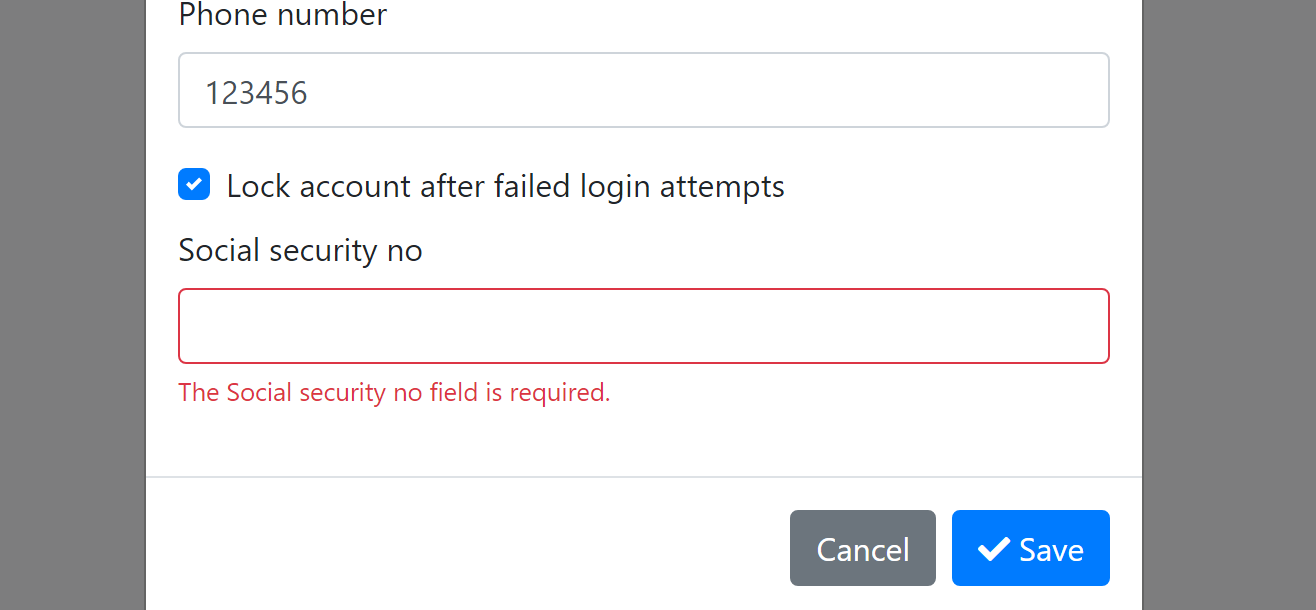 Phone number
123456
Lock account after failed login attempts
Social security no
The Social security no field is required.
Cancel
Save